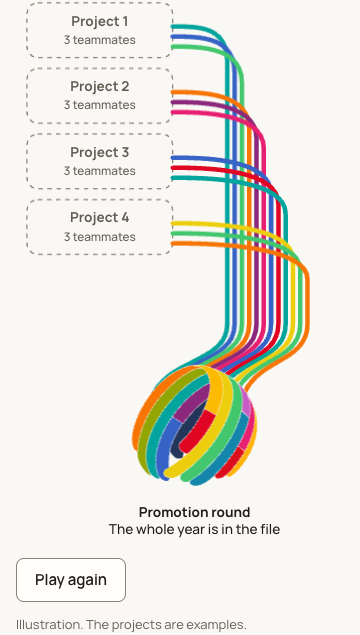 Project 1
3 teammates
Project 2
3 teammates
Project 3
3 teammates
Project 4
3 teammates
Promotion round
The whole year is in the file
Play again
Illustration. The projects are examples.